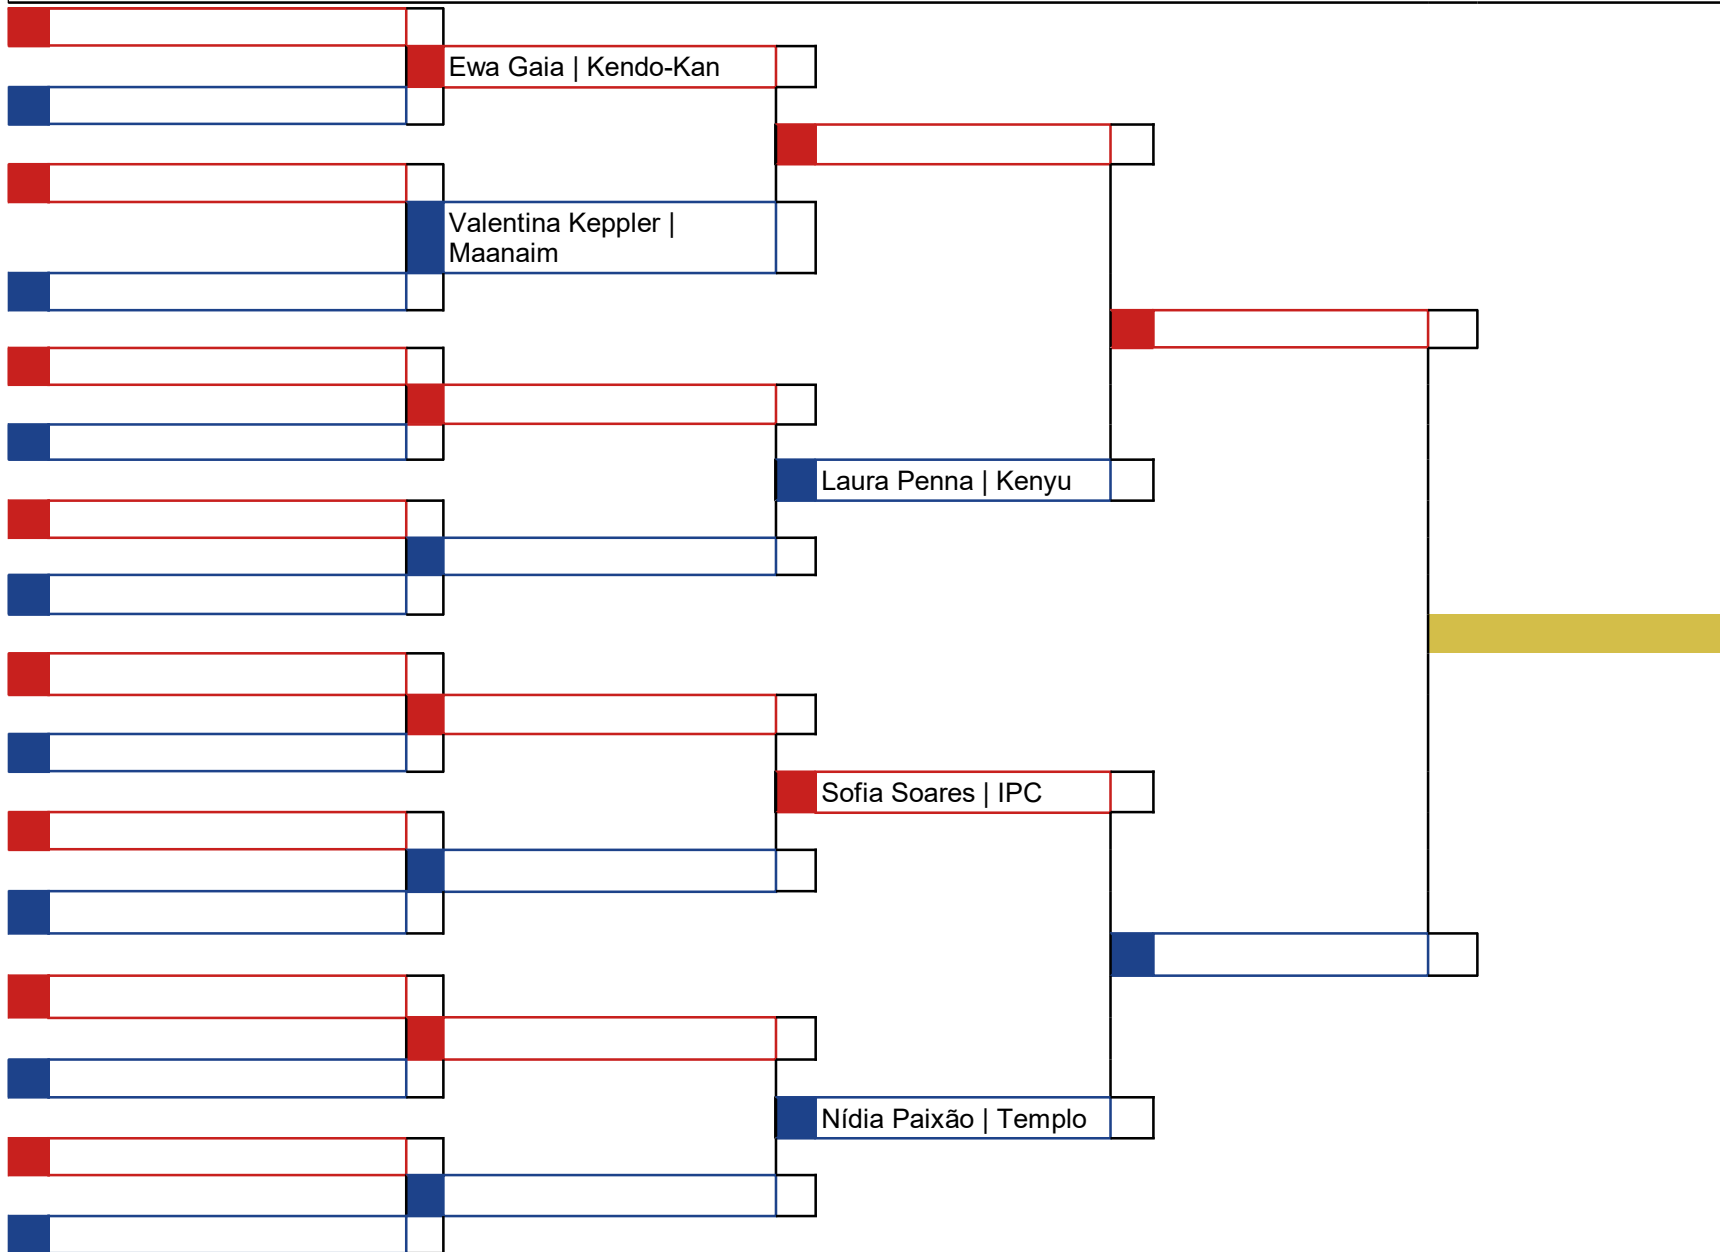 Ewa Gaia | Kendo-Kan
Valentina Keppler |
Maanaim
Laura Penna | Kenyu
Sofia Soares | IPC
Nídia Paixão | Templo